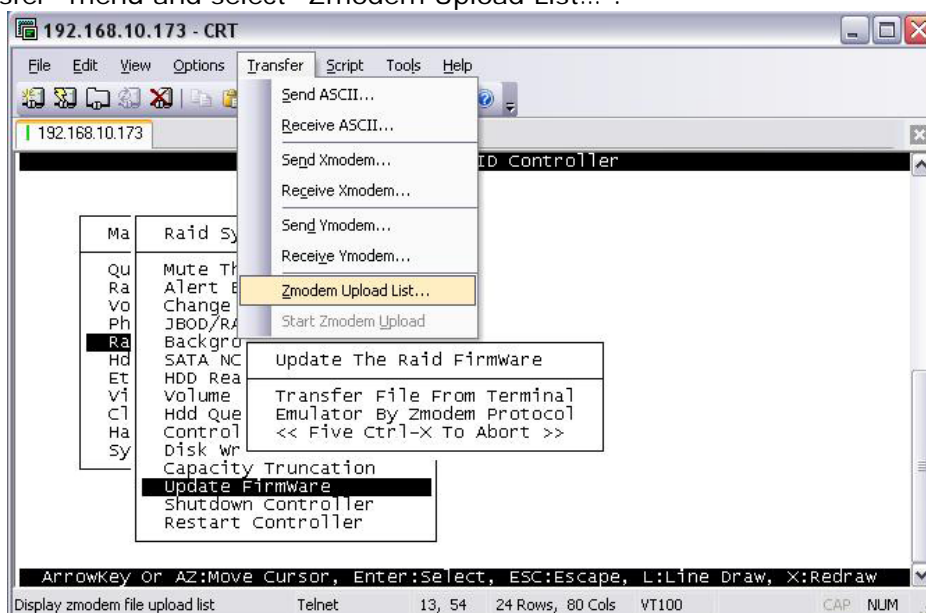 sfer" menu and select "Zmodem Upload List...".
192.168.10.173 - CRT
File Edit View Options Transfer Script Tools Help
Send ASCII...
Receive ASCII...
Send Xmodem...
Receive Xmodem...
Send Ymodem...
Receive Ymodem...
Zmodem Upload List...
Start Zmodem Upload
192.168.10.173
ID Controller
Ma
Qu
Ra
Vo
Ph
Ra
Hd
Et
Vi
Cl
Ha
Sy
Raid Sy
Mute Th
Alert B
Change
JBOD/RA
Backgro
SATA NC
HDD Rea
Volume
Hdd Que
Control
Disk Wr
Capacity Truncation
Update Firmware
Shutdown Controller
Restart Controller
Update The Raid Firmware
Transfer File From Terminal
Emulator By Zmodem Protocol
<< Five Ctrl-X To Abort >>
ArrowKey Or AZ:Move Cursor, Enter:Select, ESC:Escape, L:Line Draw, X:Redraw
Display zmodem file upload list Telnet 13, 54 24 Rows, 80 Cols VT100 CAP NUM